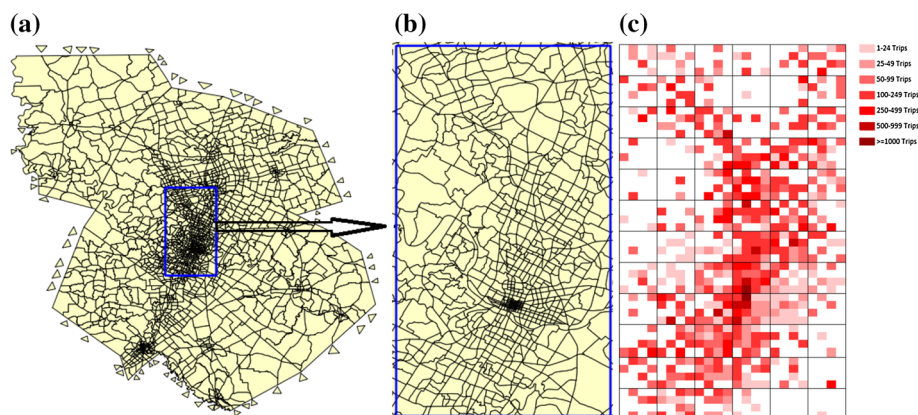 (a)
(b)
(c)
1-24 Trips
25-49 Trips
50-99 Trips
100-249 Trips
250-499 Trips
500-999 Trips
>=1000 Trips